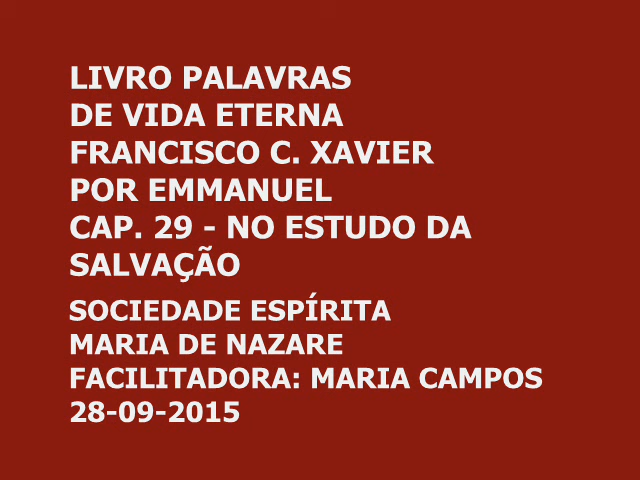 LIVRO PALAVRAS
DE VIDA ETERNA
FRANCISCO C. XAVIER
POR EMMANUEL
CAP. 29 - NO ESTUDO DA
SALVAÇÃO
SOCIEDADE ESPÍRITA
MARIA DE NAZARE
FACILITADORA: MARIA CAMPOS
28-09-2015